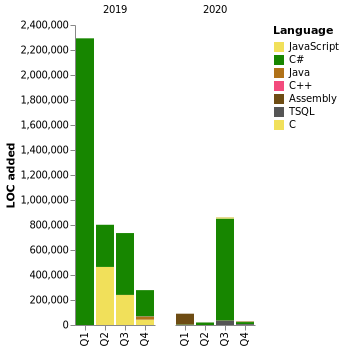 2019
2020
LOC added
2,400,000
2,200,000
2,000,000
1,800,000
1,600,000
1,400,000
1,200,000
1,000,000
800,000
600,000
400,000
200,000
0
Q1
Q2
Q3
Q4
Q1
Q2
Q3
Q4
Language
JavaScript
C#
Java
C++
Assembly
TSQL
C